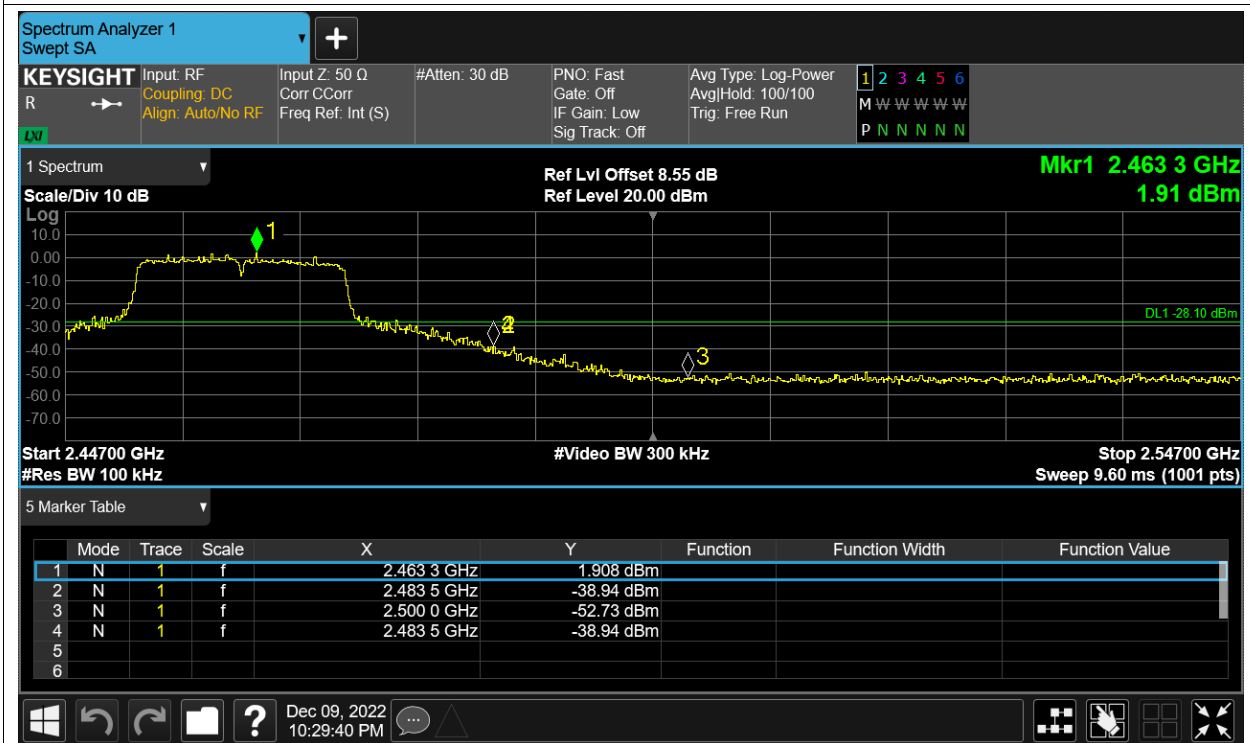 Spectrum Analyzer 1
Swept SA
+
KEYSIGHT Input: RF Input Z: 50 Ω #Atten: 30 dB PNO: Fast Avg Type: Log-Power 1 2 3 4 5 6
R Coupling: DC Corr CCorr Gate: Off Avg|Hold: 100/100 M W W W W W
Align: Auto/No RF Freq Ref: Int (S) IF Gain: Low Trig: Free Run
LXI Sig Track: Off P N N N N N
1 Spectrum Ref Lvl Offset 8.55 dB Mkr1 2.463 3 GHz
Scale/Div 10 dB Ref Level 20.00 dBm 1.91 dBm
Log
10.0 1
0.00
-10.0
-20.0
DL1 -28.10 dBm
-30.0
-40.0 3
-50.0
-60.0
-70.0
Start 2.44700 GHz #Video BW 300 kHz Stop 2.54700 GHz
#Res BW 100 kHz Sweep 9.60 ms (1001 pts)
5 Marker Table
Mode Trace Scale X Y Function Function Width Function Value
1 N 1 f 2.463 3 GHz 1.908 dBm
2 N 1 f 2.483 5 GHz -38.94 dBm
3 N 1 f 2.500 0 GHz -52.73 dBm
4 N 1 f 2.483 5 GHz -38.94 dBm
5
6
? Dec 09, 2022
10:29:40 PM